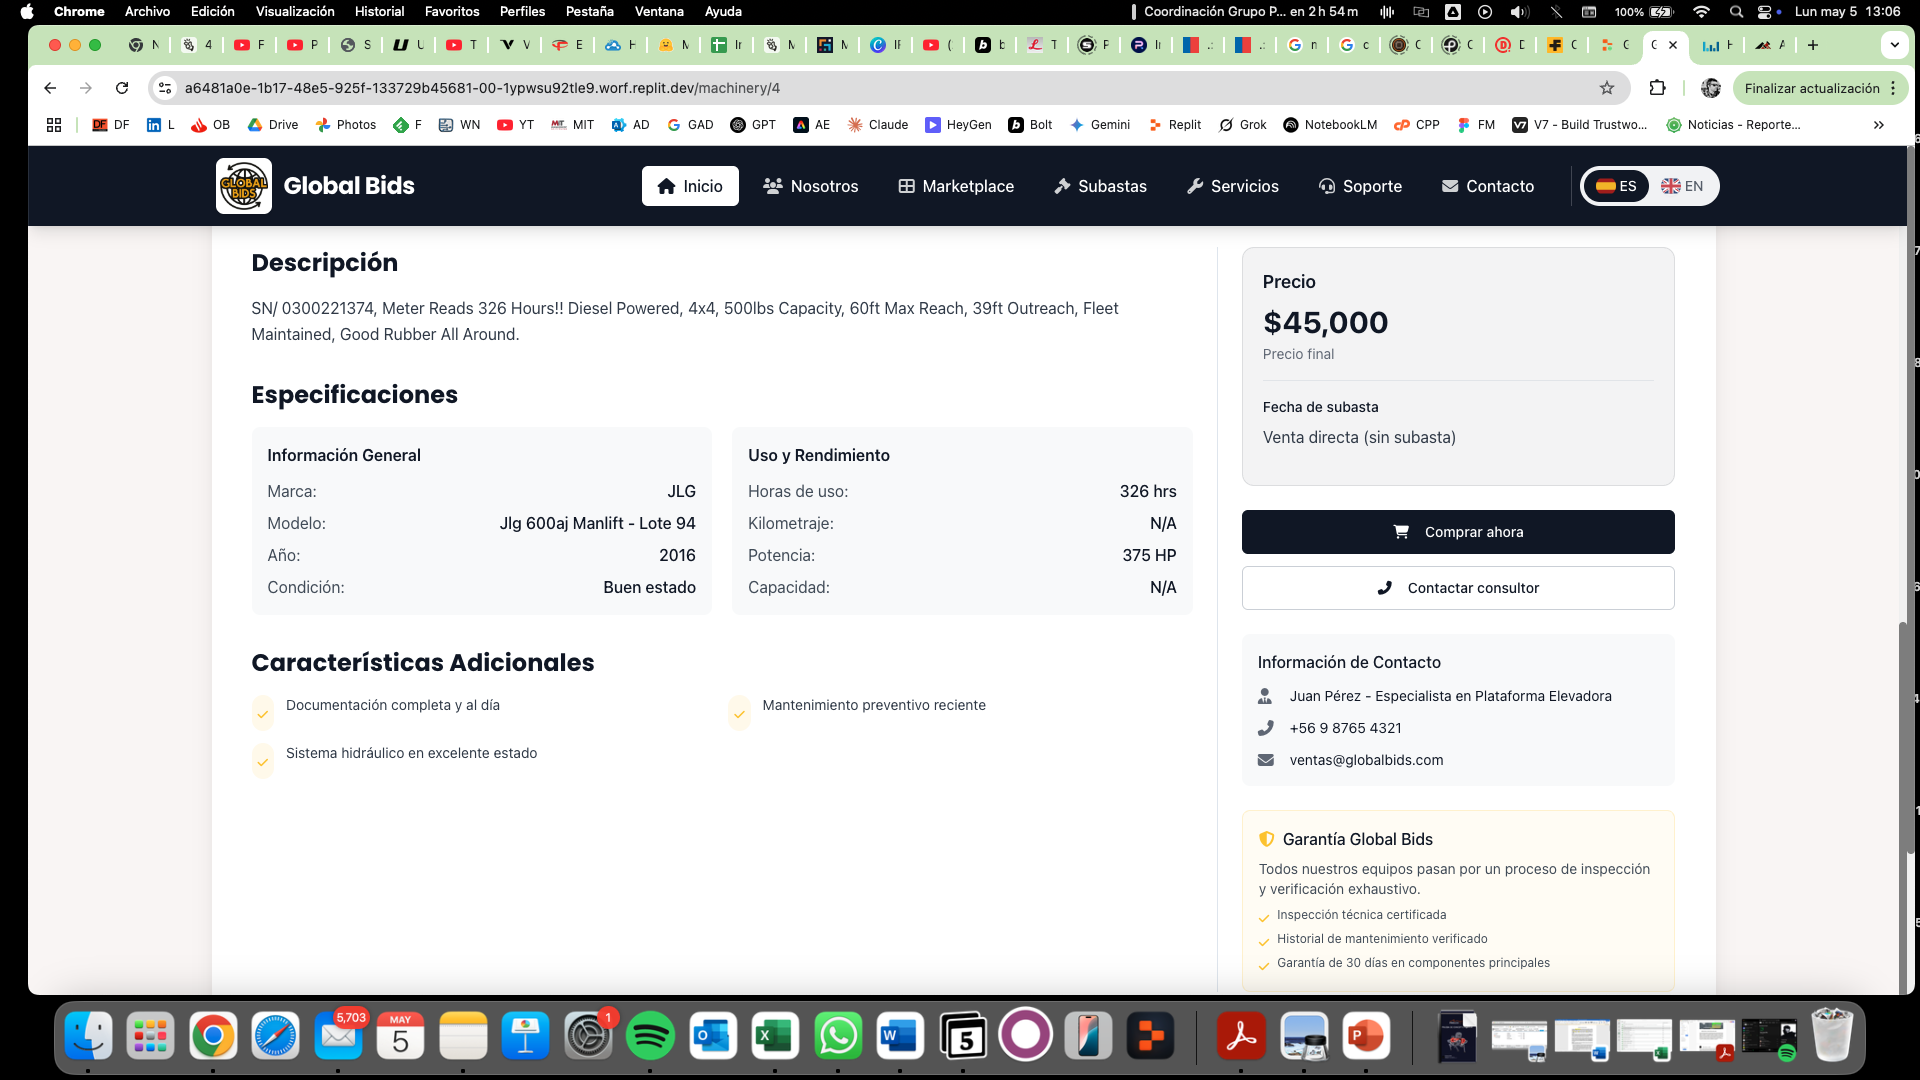 Chrome Archivo Edición Visualización Historial Favoritos Perfiles Pestaña Ventana Ayuda
Coordinación Grupo P... en 2 h 54 m 100% Lun may 5 13:06
a6481a0e-1b17-48e5-925f-133729b45681-00-1ypwsu92tle9.worf.replit.dev/machinery/4
Finalizar actualización
DF L OB Drive Photos F WN YT MIT AD GAD GPT AE Claude HeyGen Bolt Gemini Replit Grok NotebookLM CPP FM V7 - Build Trustwo... Noticias - Reporte...
GLOBAL BIDS
Global Bids
Inicio Nosotros Marketplace Subastas Servicios Soporte Contacto ES EN
Descripción
SN/ 0300221374, Meter Reads 326 Hours!! Diesel Powered, 4x4, 500lbs Capacity, 60ft Max Reach, 39ft Outreach, Fleet
Maintained, Good Rubber All Around.
Especificaciones
Información General
Marca: JLG
Modelo: Jlg 600aj Manlift - Lote 94
Año: 2016
Condición: Buen estado
Uso y Rendimiento
Horas de uso: 326 hrs
Kilometraje: N/A
Potencia: 375 HP
Capacidad: N/A
Características Adicionales
Documentación completa y al día
Mantenimiento preventivo reciente
Sistema hidráulico en excelente estado
Precio
$45,000
Precio final
Fecha de subasta
Venta directa (sin subasta)
Comprar ahora
Contactar consultor
Información de Contacto
Juan Pérez - Especialista en Plataforma Elevadora
+56 9 8765 4321
ventas@globalbids.com
Garantía Global Bids
Todos nuestros equipos pasan por un proceso de inspección
y verificación exhaustivo.
Inspección técnica certificada
Historial de mantenimiento verificado
Garantía de 30 días en componentes principales
5,703
MAY
5
1
5